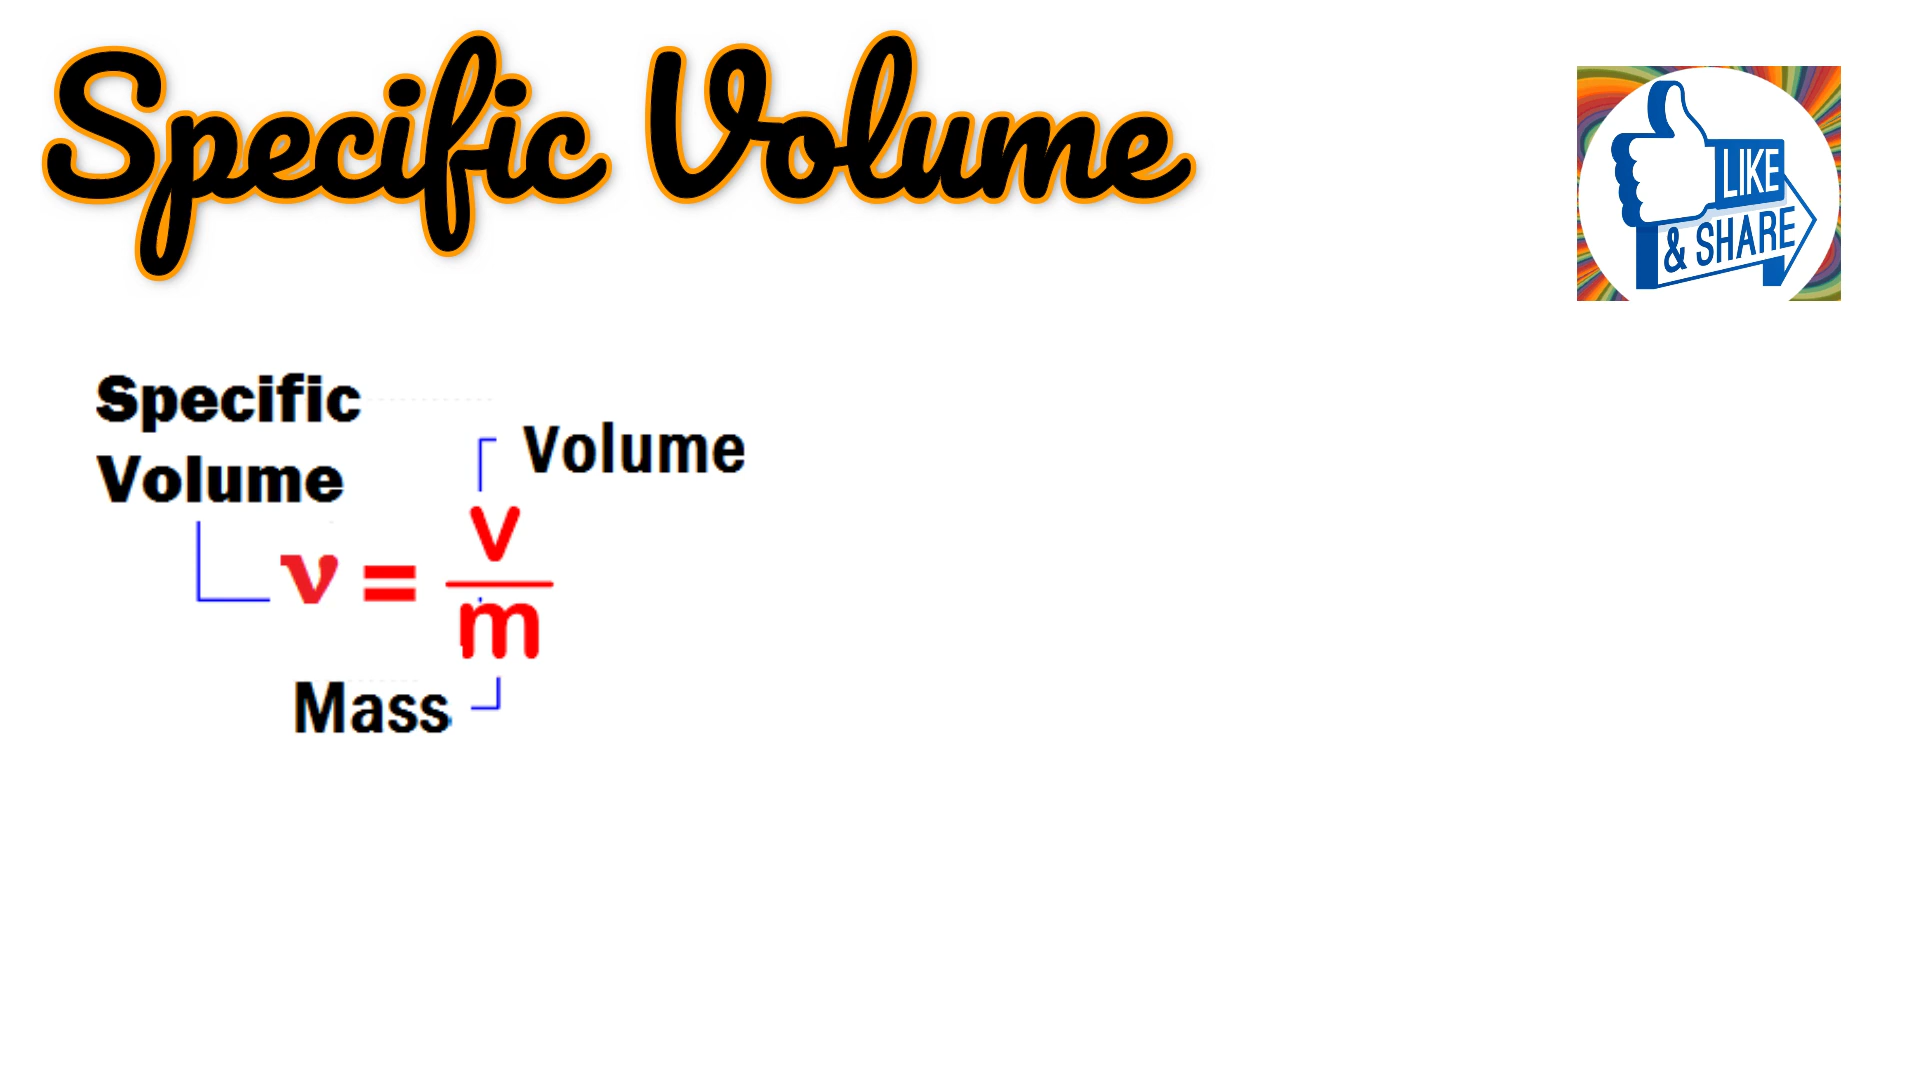 Specific Volume
LIKE
& SHARE
Specific
Volume
Volume
ν = V
m
Mass